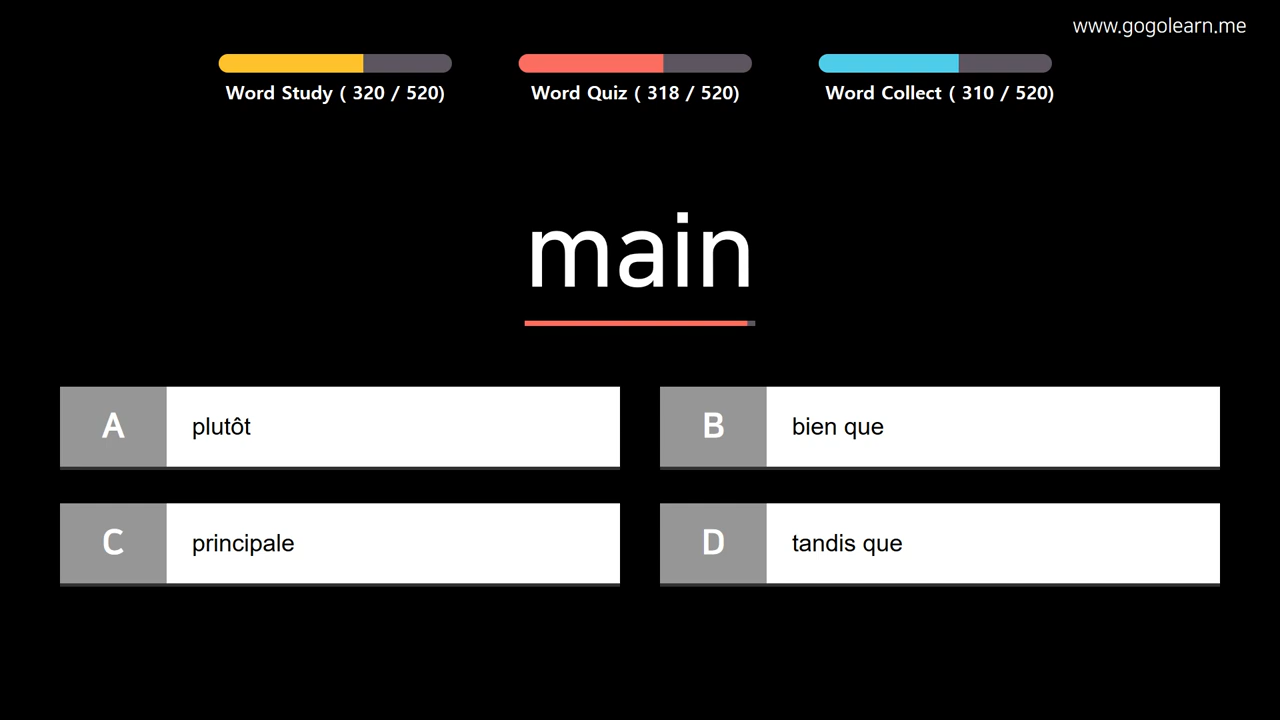 www.gogolearn.me
Word Study ( 320 / 520)
Word Quiz ( 318 / 520)
Word Collect ( 310 / 520)
main
A
plutôt
B
bien que
C
principale
D
tandis que